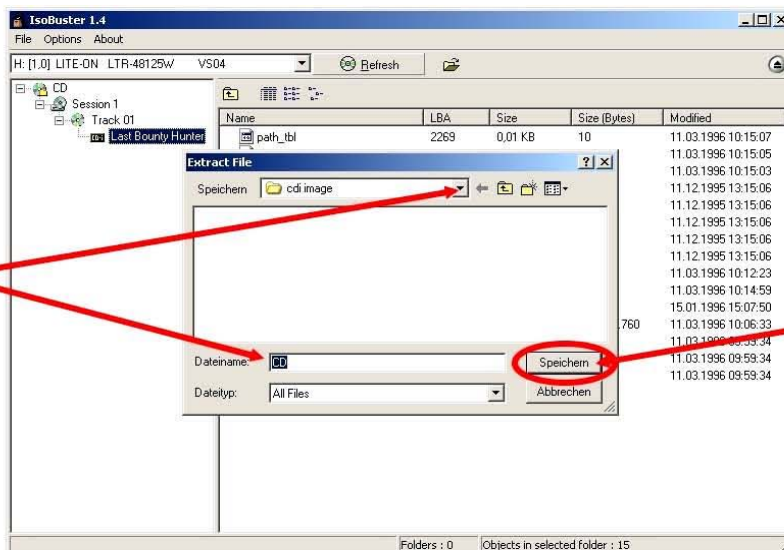 IsoBuster 1.4
File Options About
H: [1,0] LITE-ON LTR-48125W VS04 Refresh
CD
Session 1
Track 01
Last Bounty Hunter
Name LBA Size Size (Bytes) Modified
path_tbl 2269 0,01 KB 10 11.03.1996 10:15:07
11.03.1996 10:15:05
11.03.1996 10:15:03
11.12.1995 13:15:06
11.12.1995 13:15:06
11.12.1995 13:15:06
11.12.1995 13:15:06
11.12.1995 13:15:06
11.03.1996 10:12:23
11.03.1996 10:14:59
15.01.1996 15:07:50
.760 11.03.1996 10:06:33
11.03.1996 09:59:34
11.03.1996 09:59:34
11.03.1996 09:59:34
Extract File
Speichern cdi image
Dateiname: CD Speichern
Dateityp: All Files Abbrechen
Folders : 0 Objects in selected folder : 15